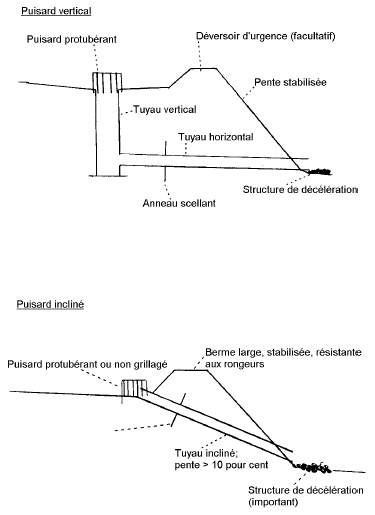 Puisard vertical
Déversoir d'urgence (facultatif)
Puisard protubérant
Pente stabilisée
Tuyau vertical
Tuyau horizontal
Structure de décélération
Anneau scellant
Puisard incliné
Berme large, stabilisée, résistante
aux rongeurs
Puisard protubérant ou non grillagé
Tuyau incliné;
pente > 10 pour cent
Structure de décélération
(important)